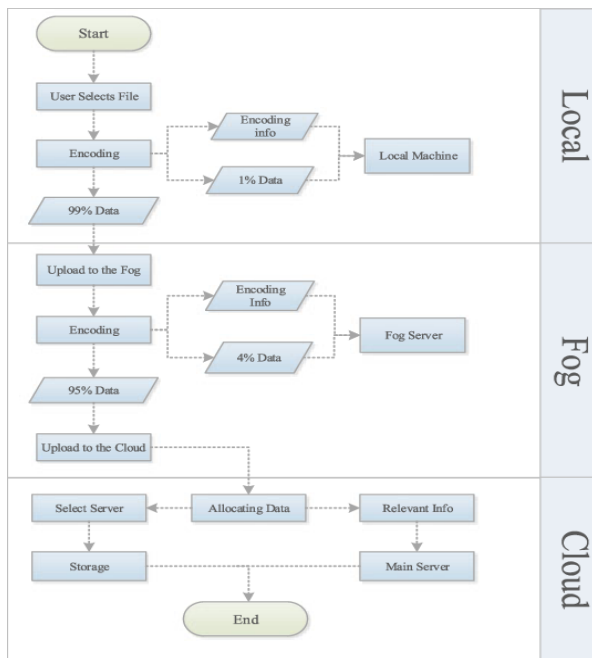 Start
User Selects File
Encoding
Encoding
info
1% Data
Local Machine
99% Data
Local
Upload to the Fog
Encoding
Encoding
Info
4% Data
Fog Server
95% Data
Upload to the Cloud
Fog
Select Server
Allocating Data
Relevant Info
Storage
Main Server
End
Cloud